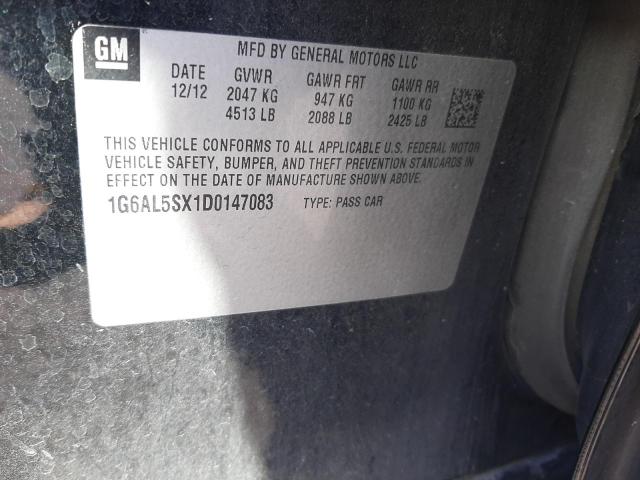 GM
MFD BY GENERAL MOTORS LLC
DATE GVWR GAWR FRT GAWR RR
12/12 2047 KG 947 KG 1100 KG
4513 LB 2088 LB 2425 LB
THIS VEHICLE CONFORMS TO ALL APPLICABLE U.S. FEDERAL MOTOR
VEHICLE SAFETY, BUMPER, AND THEFT PREVENTION STANDARDS IN
EFFECT ON THE DATE OF MANUFACTURE SHOWN ABOVE.
1G6AL5SX1D0147083 TYPE: PASS CAR